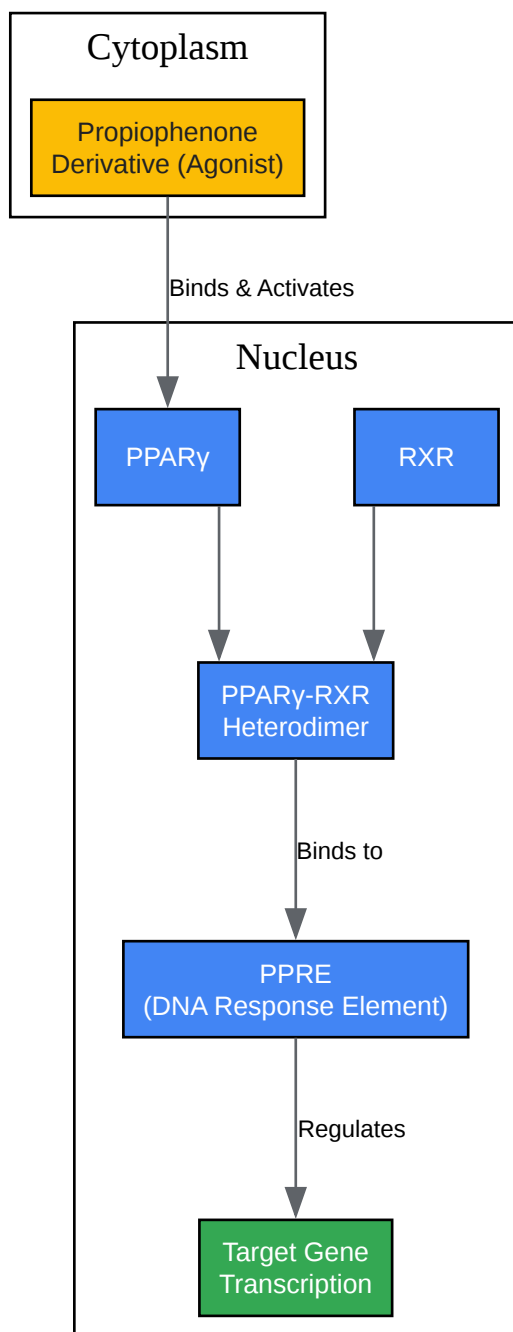 Cytoplasm
Propiophenone
Derivative (Agonist)
Binds & Activates
Nucleus
PPARγ
RXR
PPARγ-RXR
Heterodimer
Binds to
PPRE
(DNA Response Element)
Regulates
Target Gene
Transcription